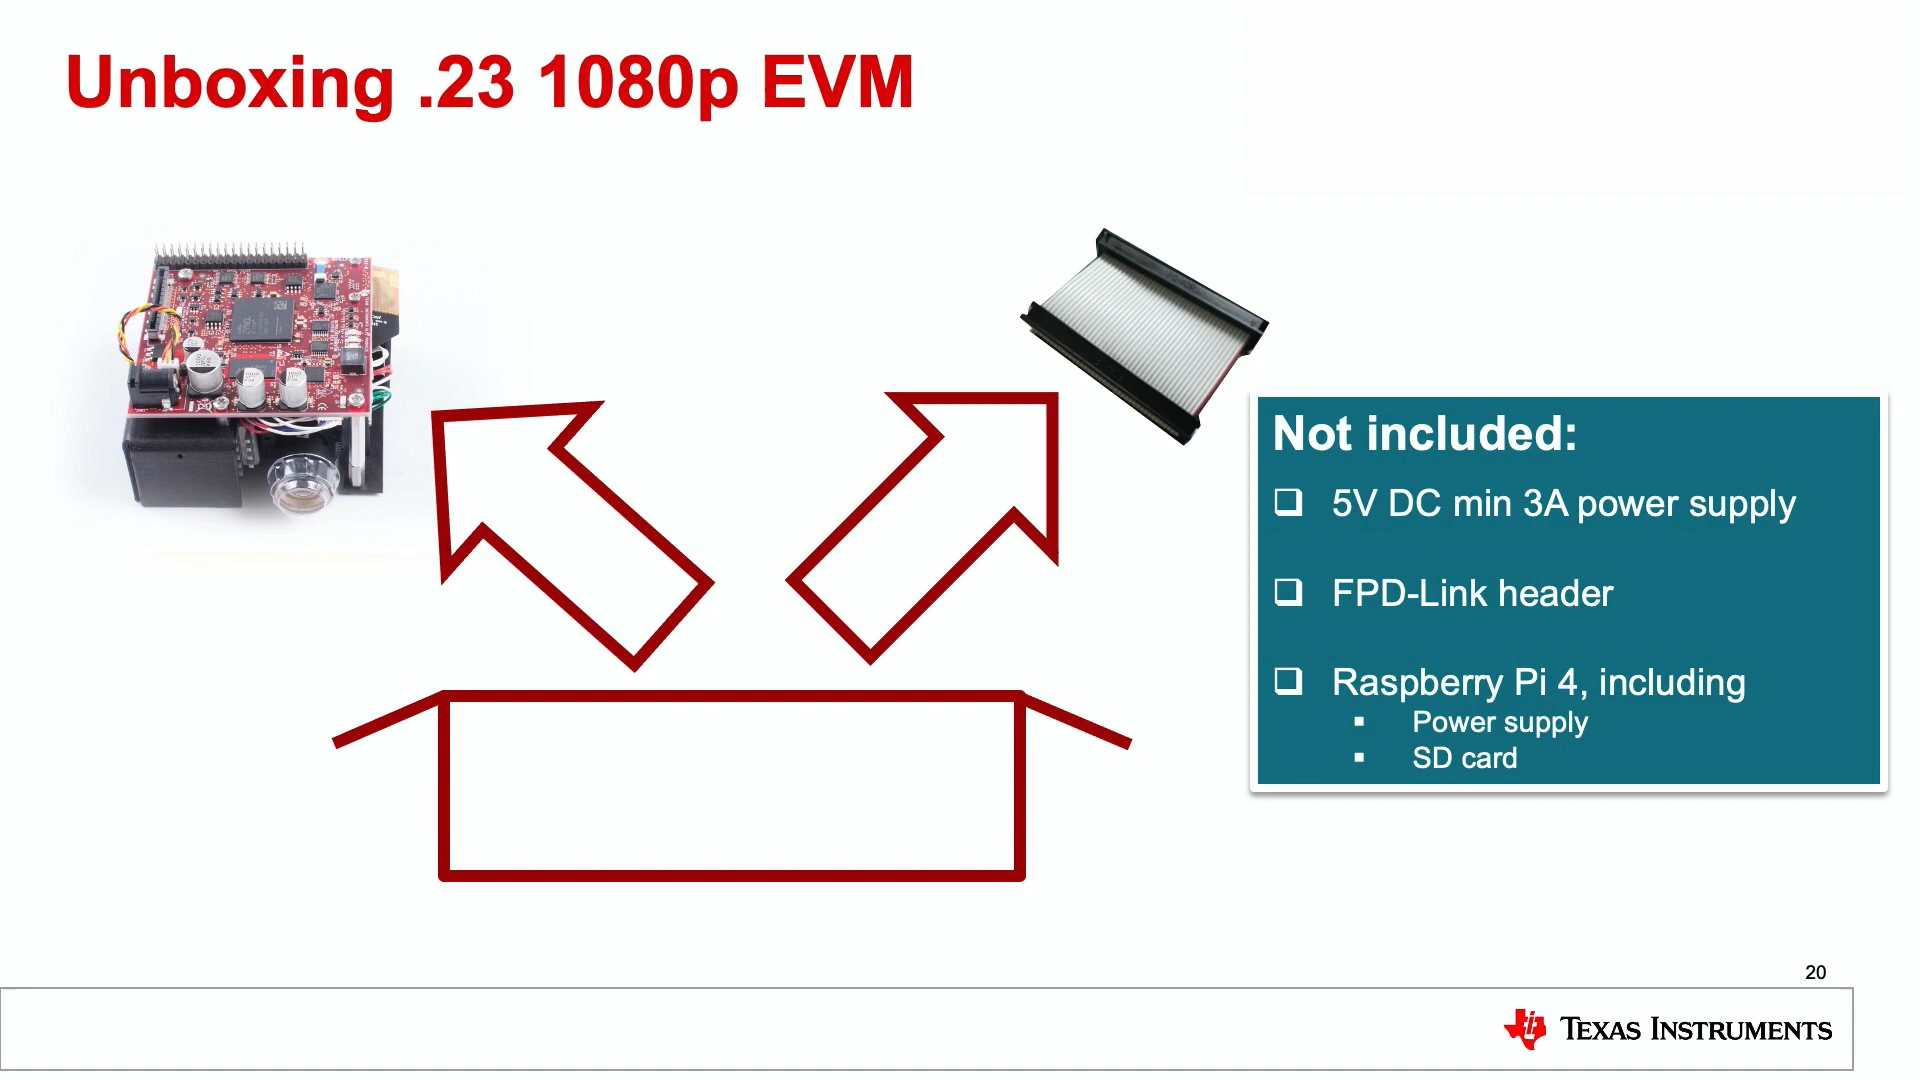 Unboxing .23 1080p EVM
Not included:
5V DC min 3A power supply
FPD-Link header
Raspberry Pi 4, including
Power supply
SD card
20
TEXAS INSTRUMENTS